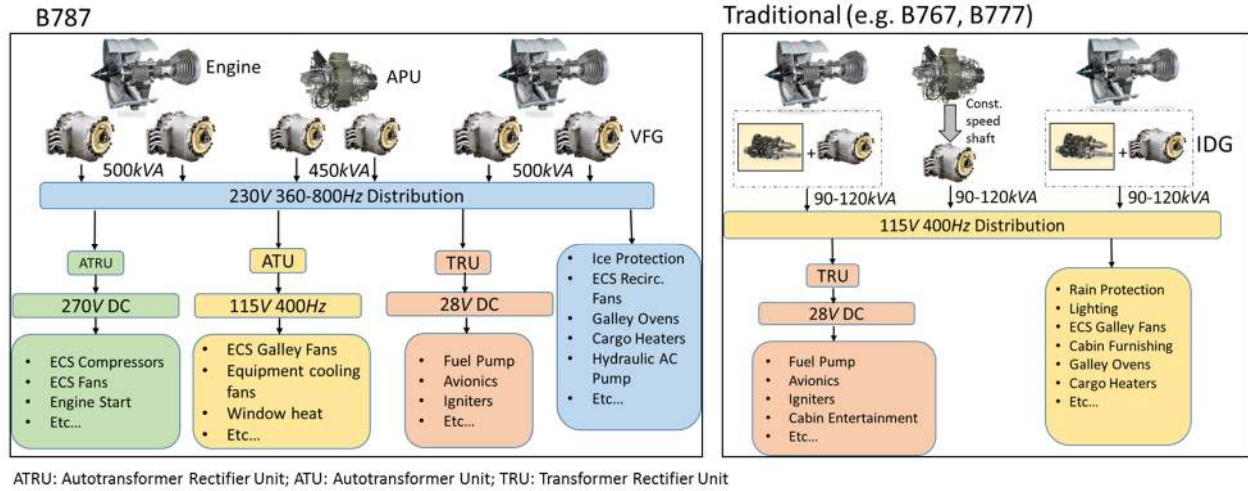 B787
Engine
APU
VFG
500kVA
450kVA
500kVA
230V 360-800Hz Distribution
ATRU
ATU
TRU
270V DC
115V 400Hz
28V DC
• ECS Compressors
• ECS Fans
• Engine Start
• Etc...
• ECS Galley Fans
• Equipment cooling
fans
• Window heat
• Etc...
• Fuel Pump
• Avionics
• Igniters
• Etc...
• Ice Protection
• ECS Recirc.
Fans
• Galley Ovens
• Cargo Heaters
• Hydraulic AC
Pump
• Etc...
Traditional (e.g. B767, B777)
Const.
speed
shaft
+
+
IDG
90-120kVA
90-120kVA
90-120kVA
115V 400Hz Distribution
TRU
28V DC
• Fuel Pump
• Avionics
• Igniters
• Cabin Entertainment
• Etc...
• Rain Protection
• Lighting
• ECS Galley Fans
• Cabin Furnishing
• Galley Ovens
• Cargo Heaters
• Etc...
ATRU: Autotransformer Rectifier Unit; ATU: Autotransformer Unit; TRU: Transformer Rectifier Unit